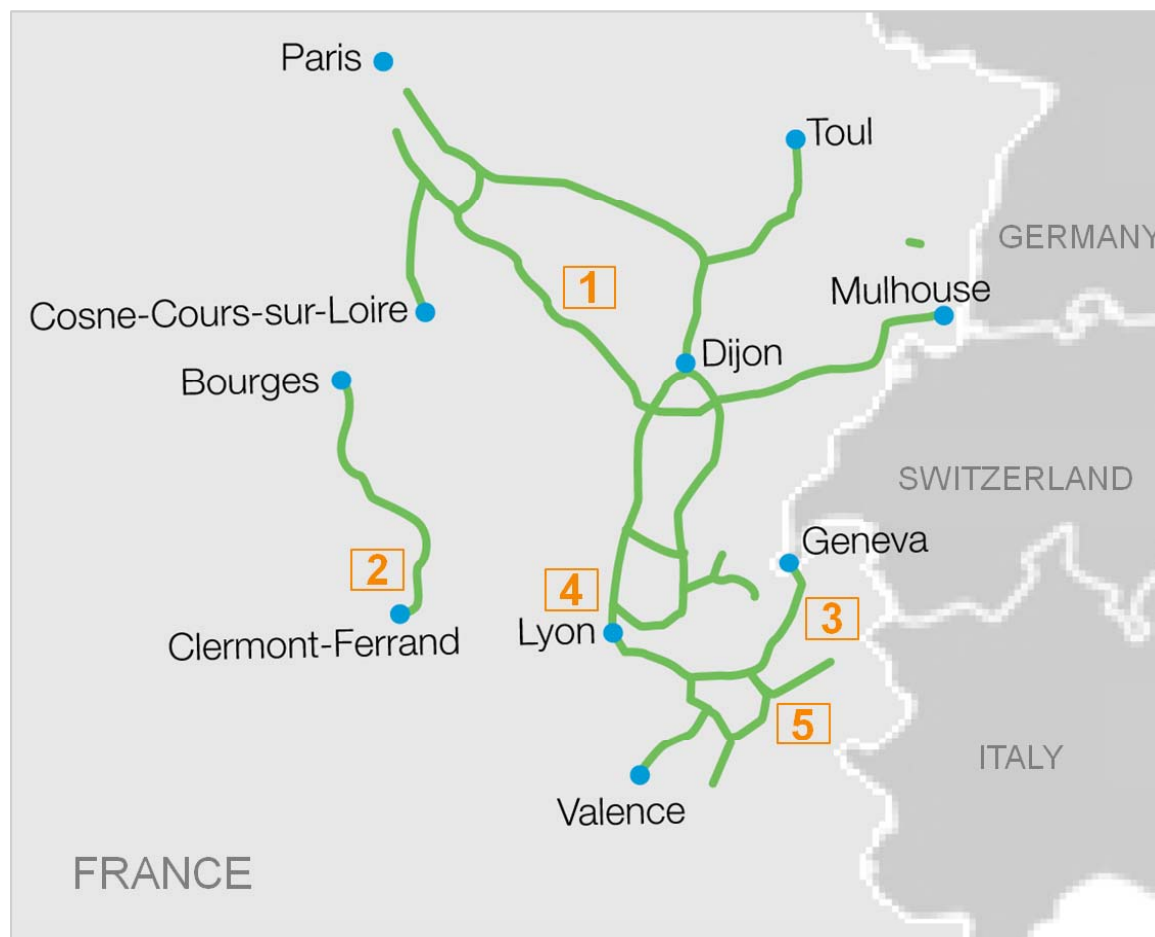 Paris
Toul
GERMANY
1
Mulhouse
Cosne-Cours-sur-Loire
Dijon
Bourges
SWITZERLAND
Geneva
2
4
3
Lyon
Clermont-Ferrand
5
ITALY
Valence
FRANCE